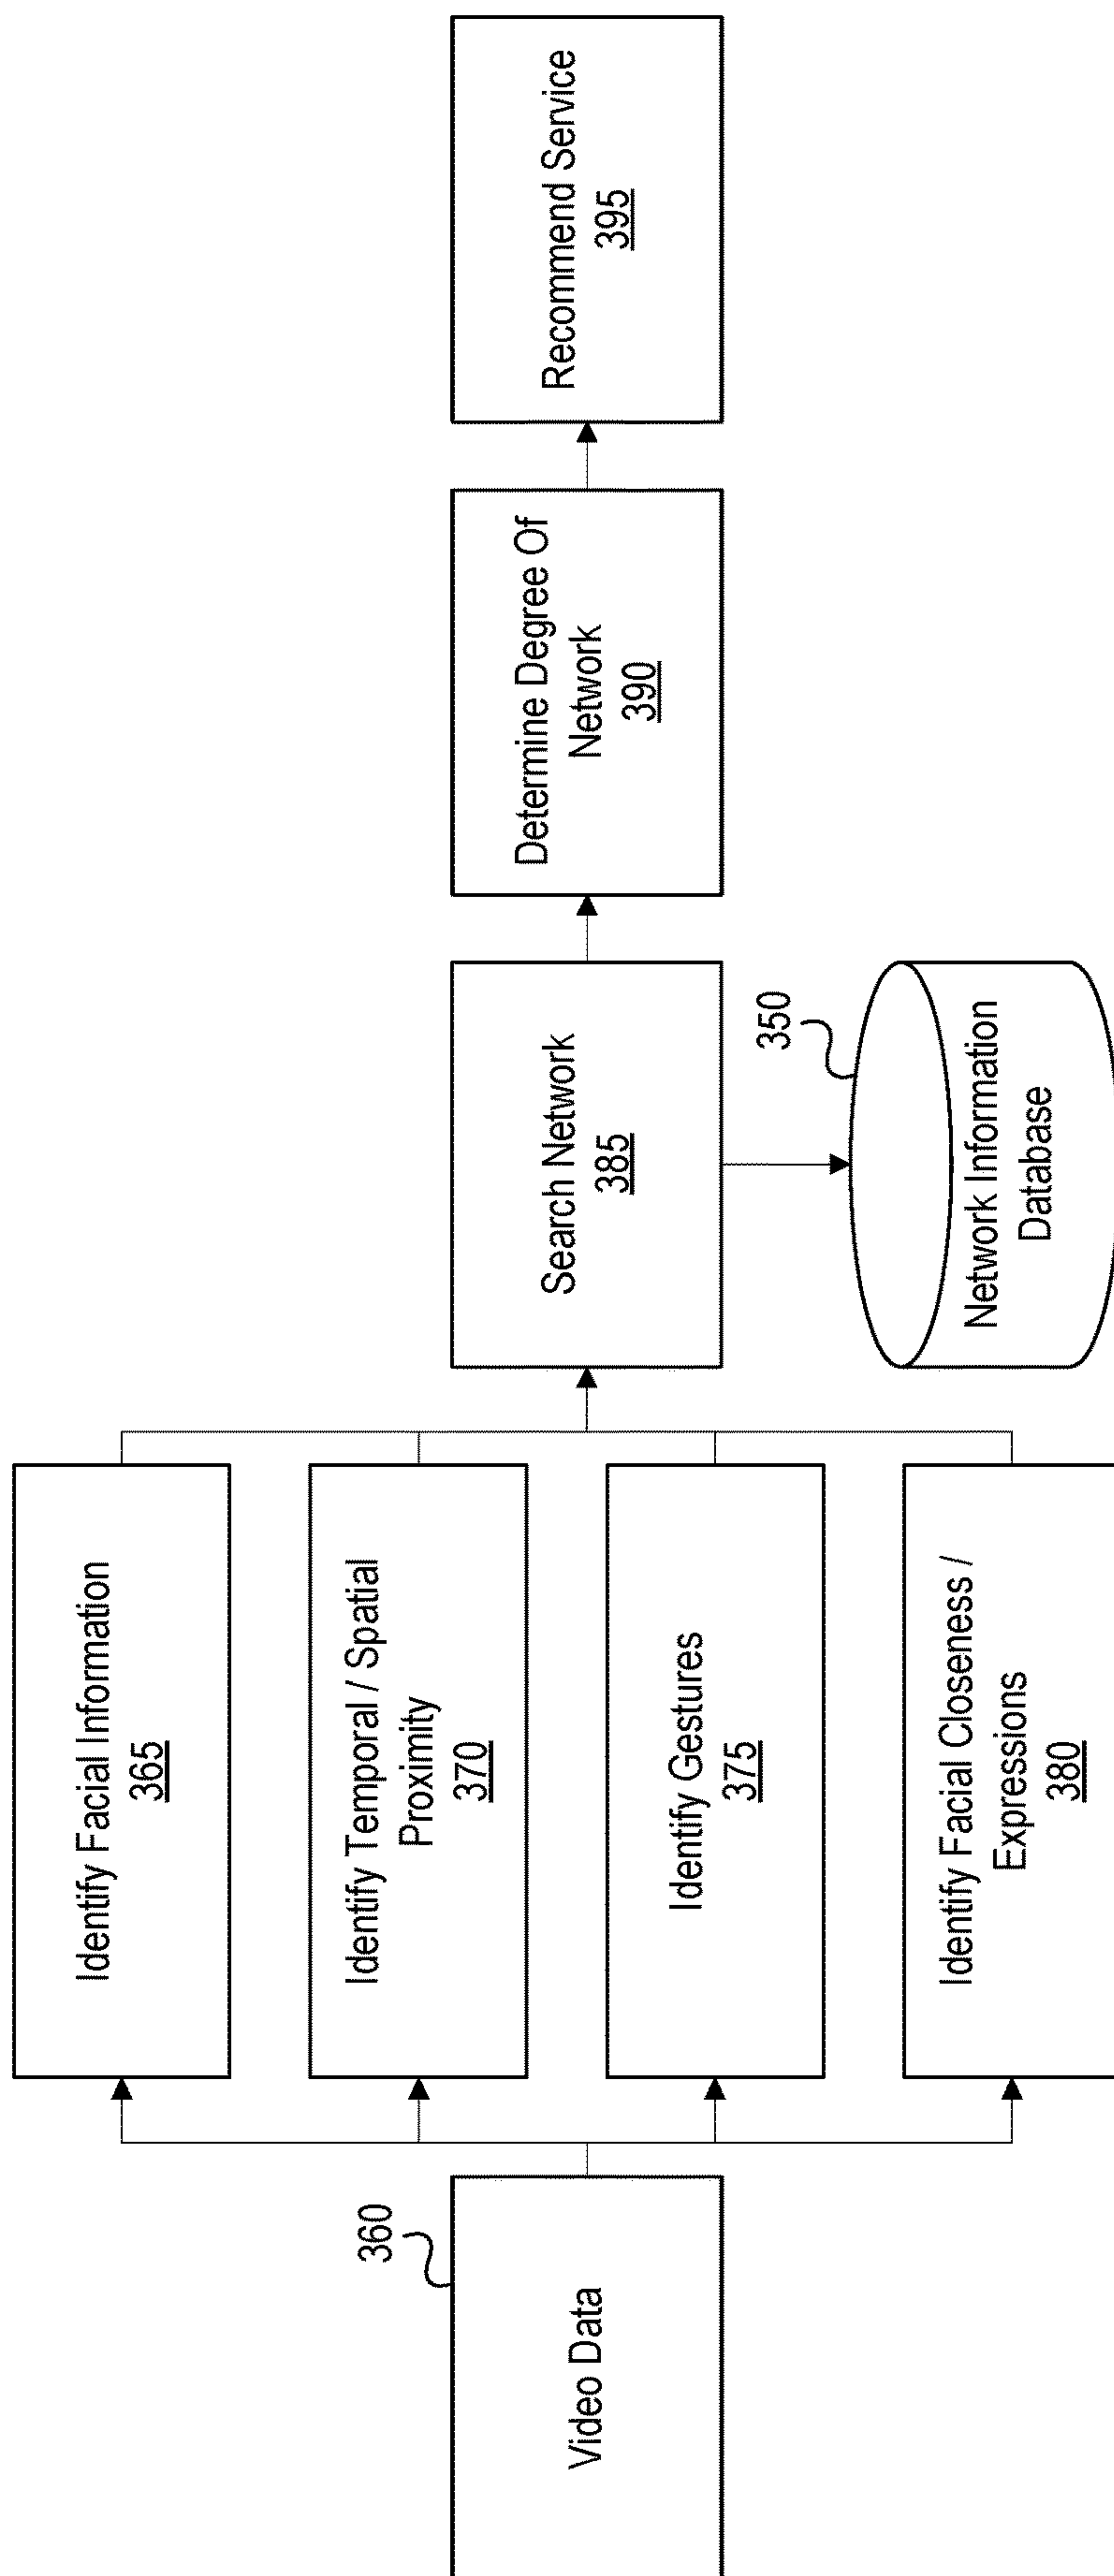 360
Video Data
Identify Facial Information
365
Identify Temporal / Spatial
Proximity
370
Identify Gestures
375
Identify Facial Closeness /
Expressions
380
Search Network
385
350
Network Information
Database
Determine Degree Of
Network
390
Recommend Service
395